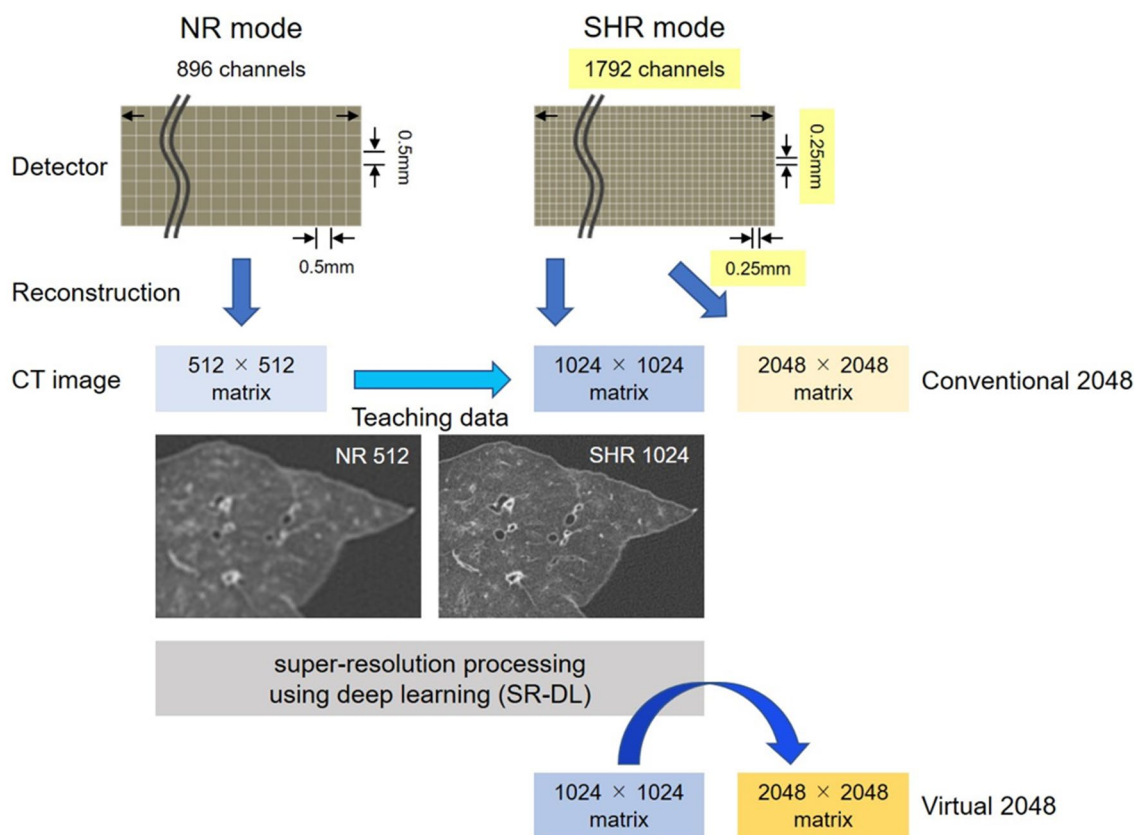 NR mode
SHR mode
896 channels
1792 channels
Detector
0.5mm
0.5mm
0.25mm
0.25mm
Reconstruction
CT image
512 × 512
matrix
Teaching data
1024 × 1024
matrix
2048 × 2048
matrix
Conventional 2048
NR 512
SHR 1024
super-resolution processing
using deep learning (SR-DL)
1024 × 1024
matrix
2048 × 2048
matrix
Virtual 2048